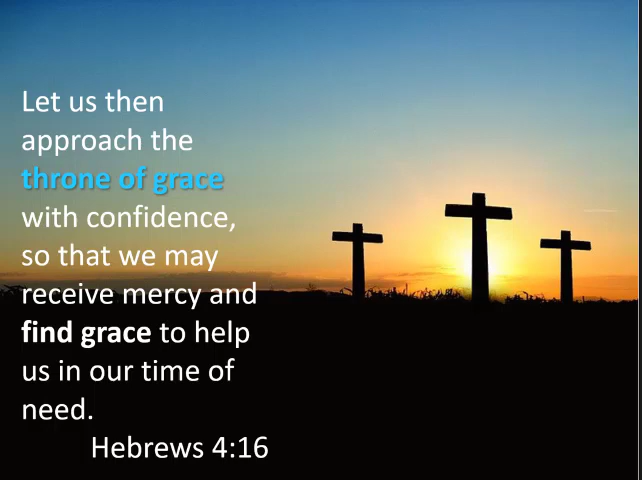 Let us then
approach the
throne of grace
with confidence,
so that we may
receive mercy and
find grace to help
us in our time of
need.
Hebrews 4:16